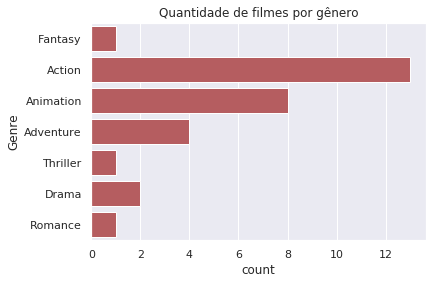 Quantidade de filmes por gênero
Genre
Fantasy
Action
Animation
Adventure
Thriller
Drama
Romance
0 2 4 6 8 10 12
count